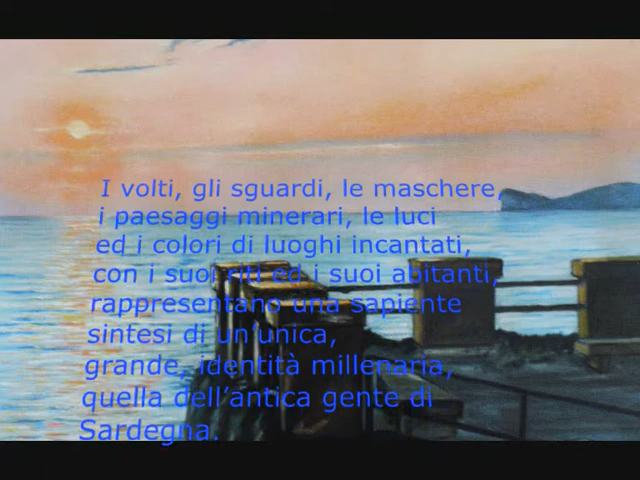 I volti, gli sguardi, le maschere,
i paesaggi minerari, le luci
ed i colori di luoghi incantati,
con i suoi riti ed i suoi abitanti,
rappresentano una sapiente
sintesi di un'unica,
grande, identità millenaria,
quella dell'antica gente di
Sardegna.